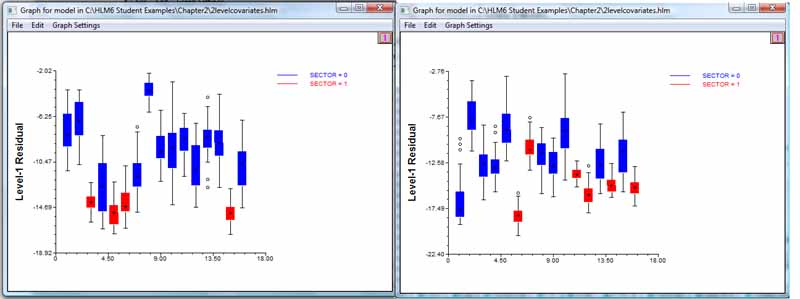 Graph for model in C:\HLM6 Student Examples\Chapter2\2levelcovariates.hlm
File Edit Graph Settings
1
SECTOR = 0
SECTOR = 1
Level-1 Residual
-2.02
-6.25
-10.47
-14.69
-18.92
0
4.50
9.00
13.50
18.00
Graph for model in C:\HLM6 Student Examples\Chapter2\2levelcovariates.hlm
File Edit Graph Settings
1
SECTOR = 0
SECTOR = 1
Level-1 Residual
-2.76
-7.67
-12.58
-17.49
-22.40
0
4.50
9.00
13.50
18.00